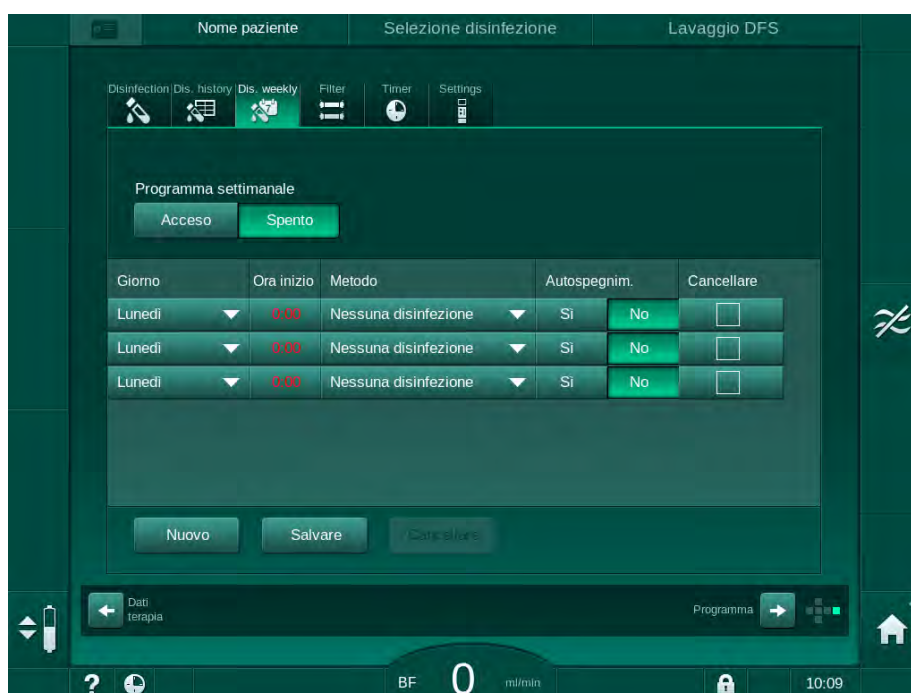 Nome paziente Selezione disinfezione Lavaggio DFS
Disinfection Dis. history Dis. weekly Filter Timer Settings
7
Programma settimanale
Acceso Spento
Giorno Ora inizio Metodo Autospegnim. Cancellare
Lunedì 0.00 Nessuna disinfezione Sì No
Lunedì 0.00 Nessuna disinfezione Sì No
Lunedì 0.00 Nessuna disinfezione Sì No
Nuovo Salvare Cancellare
Dati
terapia
Programma
? BF 0 ml/min 10:09